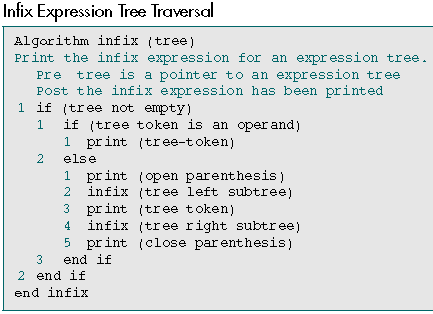 Infix Expression Tree Traversal
Algorithm infix (tree)
Print the infix expression for an expression tree.
Pre tree is a pointer to an expression tree
Post the infix expression has been printed
1 if (tree not empty)
1 if (tree token is an operand)
1 print (tree-token)
2 else
1 print (open parenthesis)
2 infix (tree left subtree)
3 print (tree token)
4 infix (tree right subtree)
5 print (close parenthesis)
3 end if
2 end if
end infix